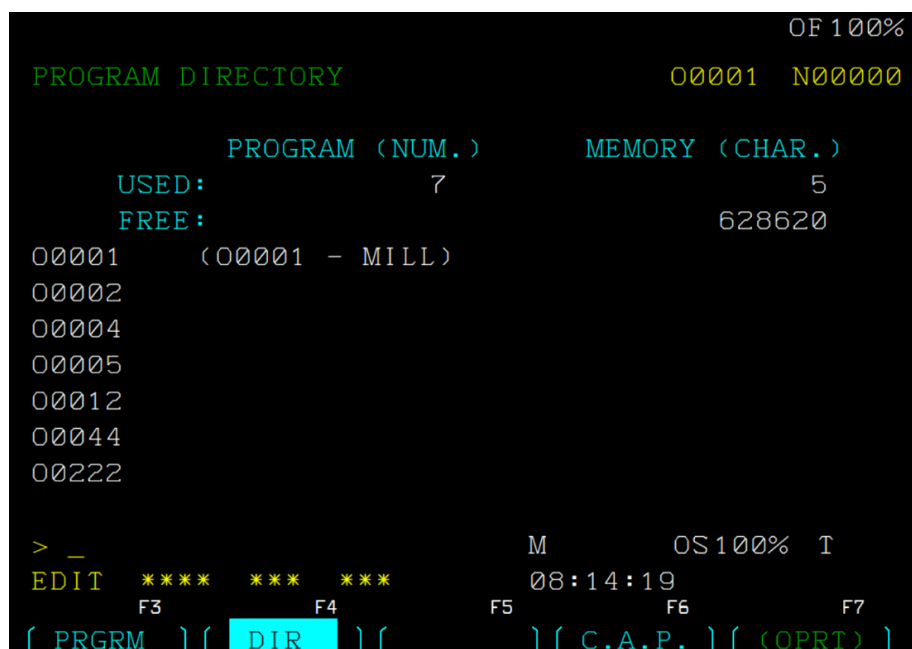 OF100%
PROGRAM DIRECTORY O0001 N00000
PROGRAM (NUM.) MEMORY (CHAR.)
USED: 7 5
FREE: 628620
O0001 (O0001 - MILL)
O0002
O0004
O0005
O0012
O0044
O0222
> _ M OS100% T
EDIT **** *** *** 08:14:19
F3 F4 F5 F6 F7
[ PRGRM ][ DIR ][ ][ C.A.P. ][ (OPRT) ]